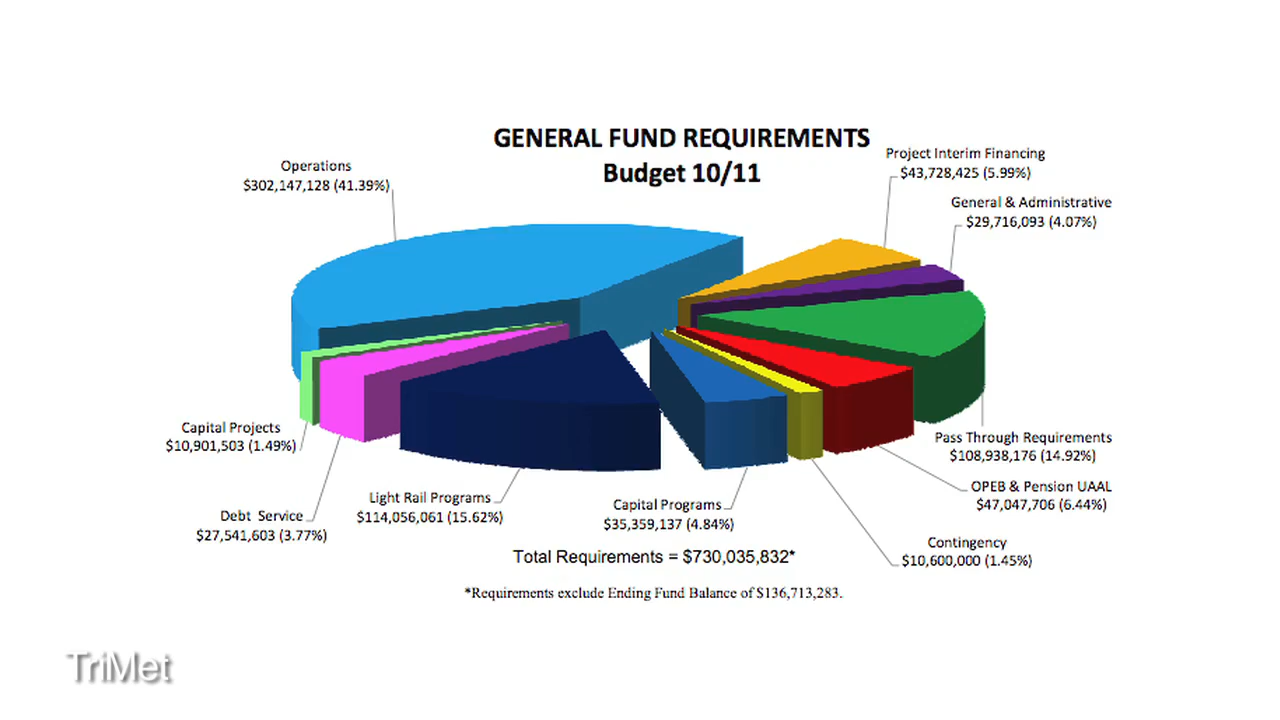 GENERAL FUND REQUIREMENTS
Budget 10/11
Operations
$302,147,128 (41.39%)
Project Interim Financing
$43,728,425 (5.99%)
General & Administrative
$29,716,093 (4.07%)
Capital Projects
$10,901,503 (1.49%)
Pass Through Requirements
$108,938,176 (14.92%)
Debt Service
$27,541,603 (3.77%)
Light Rail Programs
$114,056,061 (15.62%)
Capital Programs
$35,359,137 (4.84%)
OPEB & Pension UAAL
$47,047,706 (6.44%)
Contingency
$10,600,000 (1.45%)
Total Requirements = $730,035,832*
*Requirements exclude Ending Fund Balance of $136,713,283.
TriMet